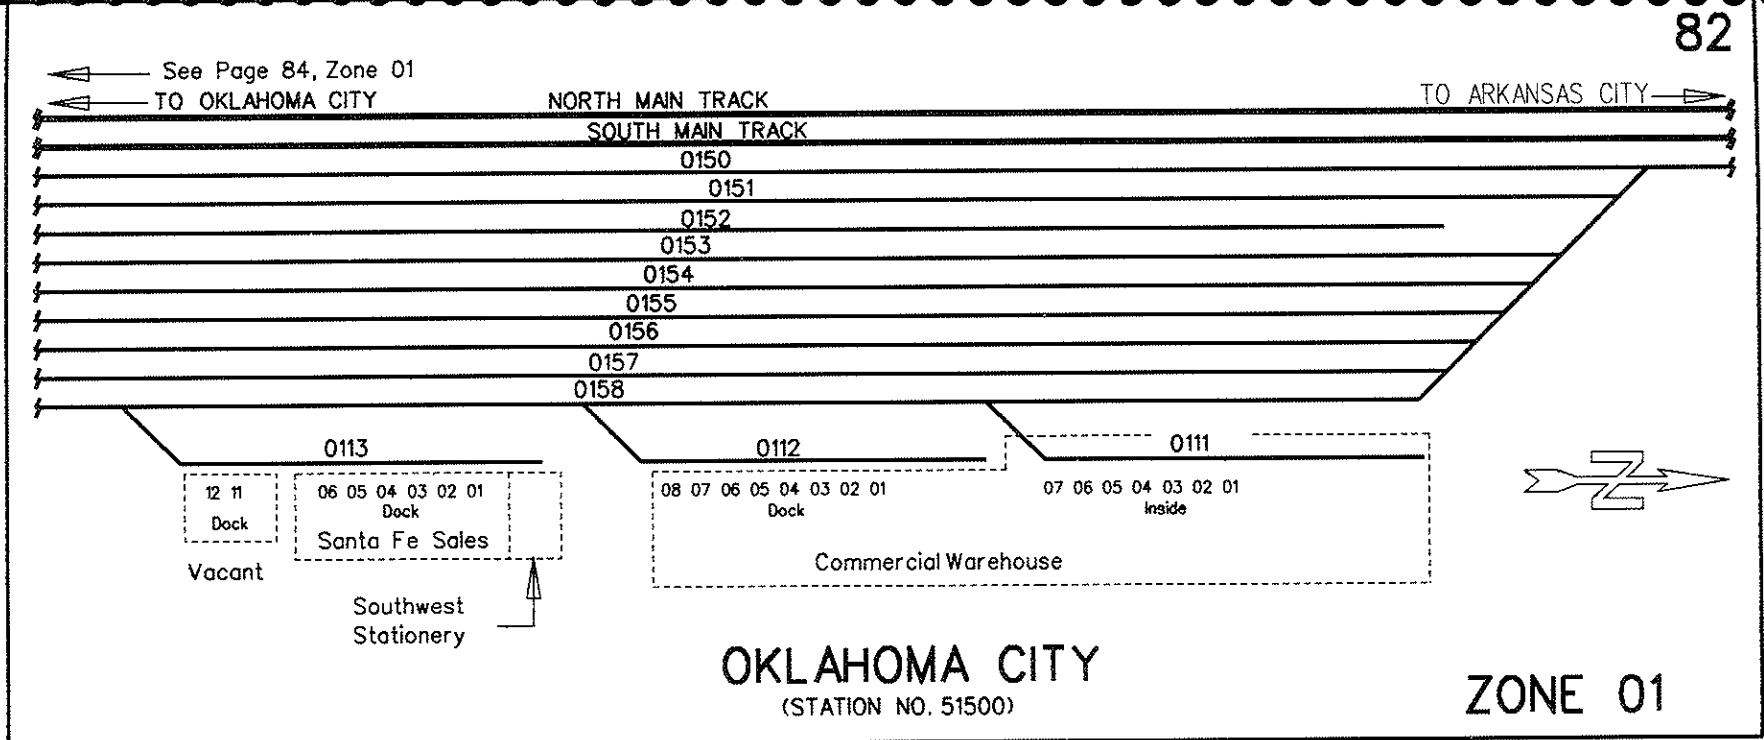 82
See Page 84, Zone 01
TO OKLAHOMA CITY
NORTH MAIN TRACK
TO ARKANSAS CITY
SOUTH MAIN TRACK
0150
0151
0152
0153
0154
0155
0156
0157
0158
0113
0112
0111
12 11
Dock
Vacant
06 05 04 03 02 01
Dock
Santa Fe Sales
Southwest
Stationery
08 07 06 05 04 03 02 01
Dock
07 06 05 04 03 02 01
Inside
Commercial Warehouse
Z
OKLAHOMA CITY
(STATION NO. 51500)
ZONE 01